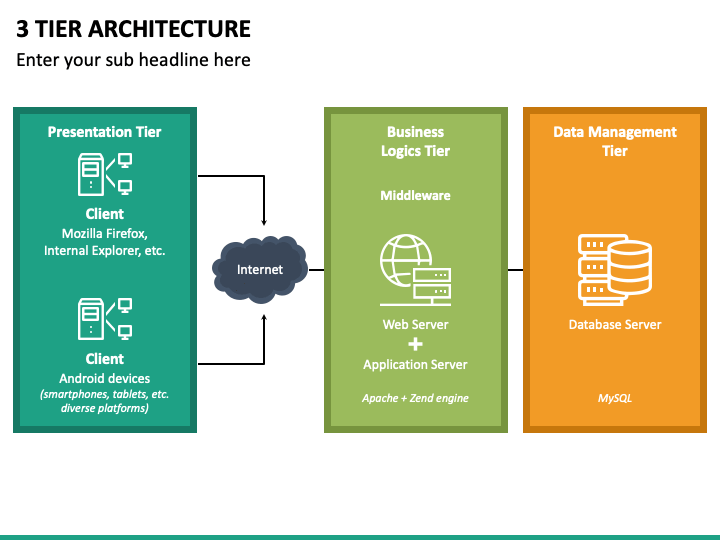 3 TIER ARCHITECTURE
Enter your sub headline here
Presentation Tier
Client
Mozilla Firefox,
Internal Explorer, etc.
Client
Android devices
(smartphones, tablets, etc.
diverse platforms)
Internet
Business
Logics Tier
Middleware
Web Server
+
Application Server
Apache + Zend engine
Data Management
Tier
Database Server
MySQL